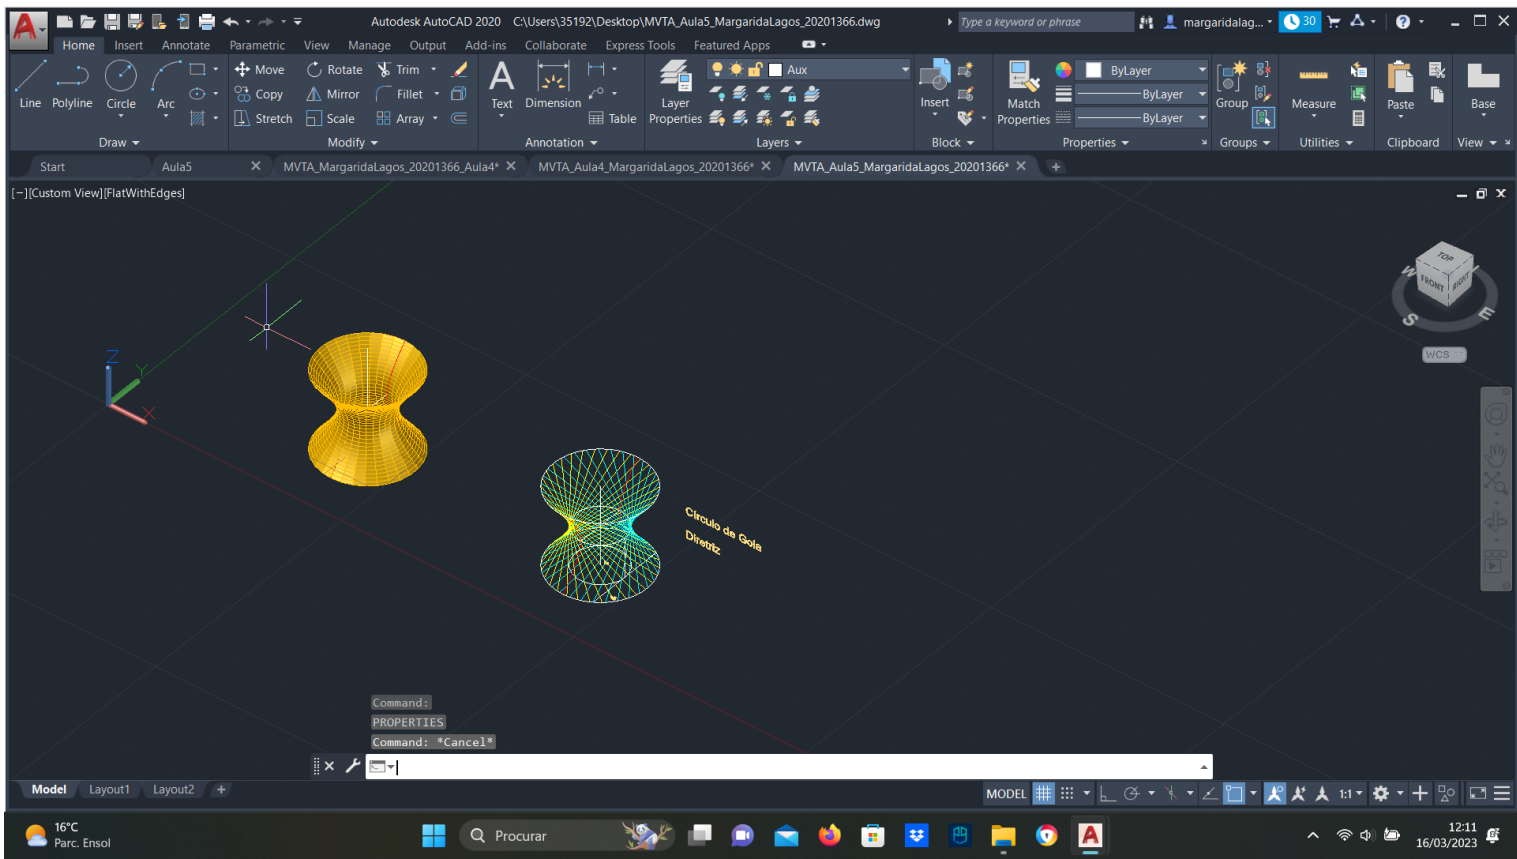 Autodesk AutoCAD 2020 C:\Users\35192\Desktop\MVTA_Aula5_MargaridaLagos_20201366.dwg
Type a keyword or phrase
margaridalag...
30
Home Insert Annotate Parametric View Manage Output Add-ins Collaborate Express Tools Featured Apps
Line Polyline Circle Arc
Move Rotate Trim
Copy Mirror Fillet
Stretch Scale Array
Text Dimension
Table
Layer
Properties
Aux
Insert
Match
Properties
ByLayer
ByLayer
ByLayer
Group
Measure
Paste
Base
Draw Modify Annotation Layers Block Properties Groups Utilities Clipboard View
Start Aula5 MVTA_MargaridaLagos_20201366_Aula4* MVTA_Aula4_MargaridaLagos_20201366* MVTA_Aula5_MargaridaLagos_20201366*
[−][Custom View][FlatWithEdges]
TOP
FRONT RIGHT
W
S E
WCS
Z
Y
X
Círculo de Gola
Diretriz
Command:
PROPERTIES
Command: *Cancel*
Model Layout1 Layout2
MODEL
1:1
16°C
Parc. Ensol
Procurar
12:11
16/03/2023